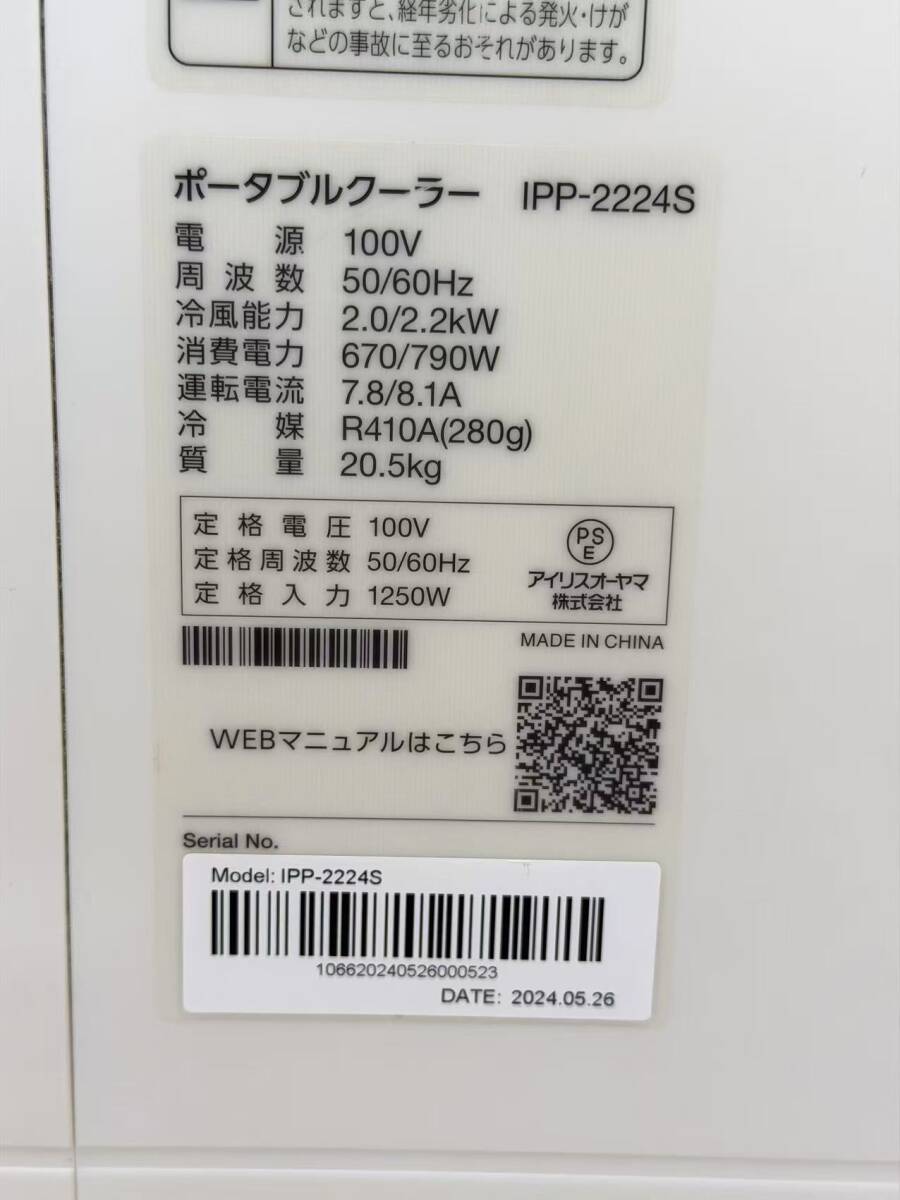 されますと、経年劣化による発火・けが
などの事故に至るおそれがあります。
ポータブルクーラー IPP-2224S
電源 100V
周波数 50/60Hz
冷風能力 2.0/2.2kW
消費電力 670/790W
運転電流 7.8/8.1A
冷媒 R410A(280g)
質量 20.5kg
定格電圧 100V
定格周波数 50/60Hz
定格入力 1250W
PS
E
アイリスオーヤマ
株式会社
MADE IN CHINA
WEBマニュアルはこちら
Serial No.
Model: IPP-2224S
106620240526000523
DATE: 2024.05.26